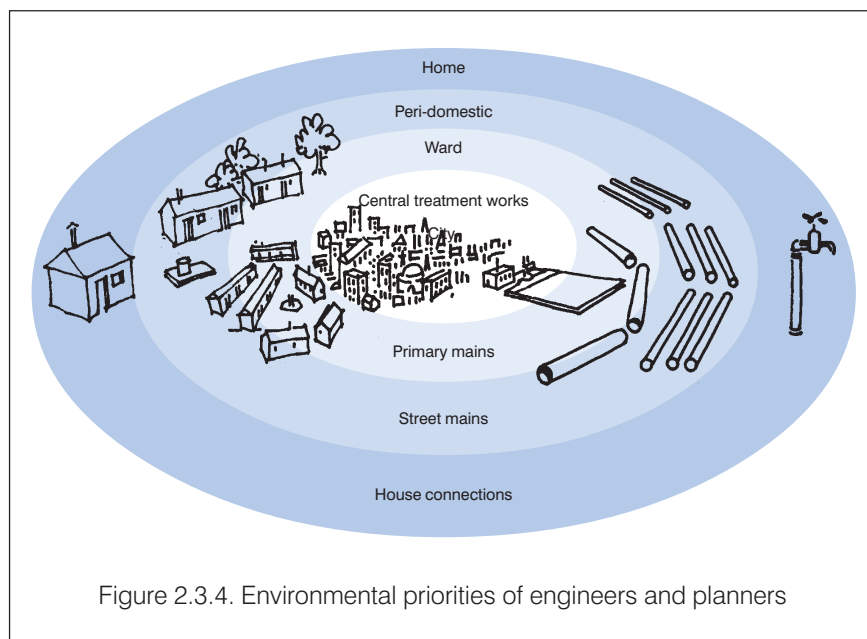 Home
Peri-domestic
Ward
Central treatment works
City
Primary mains
Street mains
House connections
Figure 2.3.4. Environmental priorities of engineers and planners